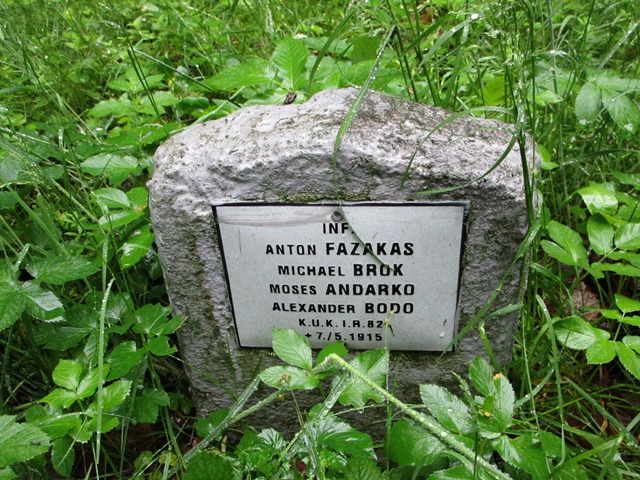 INF.
ANTON FAZAKAS
MICHAEL BROK
MOSES ANDARKO
ALEXANDER BODO
K.U.K.I.R.82
+7./5.1915